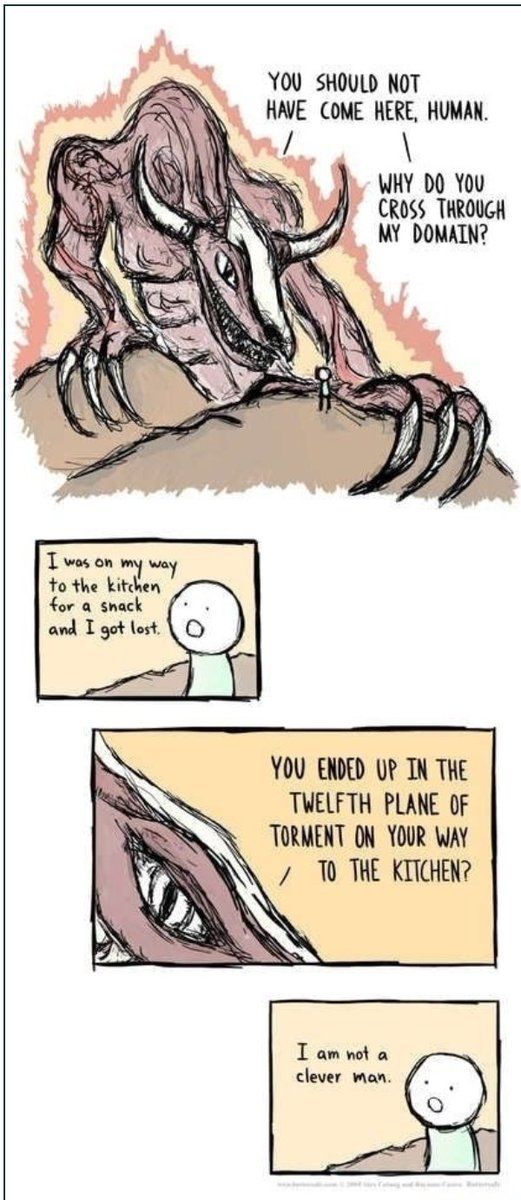 YOU SHOULD NOT
HAVE COME HERE, HUMAN.
WHY DO YOU
CROSS THROUGH
MY DOMAIN?
I was on my way
to the kitchen
for a snack
and I got lost.
YOU ENDED UP IN THE
TWELFTH PLANE OF
TORMENT ON YOUR WAY
TO THE KITCHEN?
I am not a
clever man.